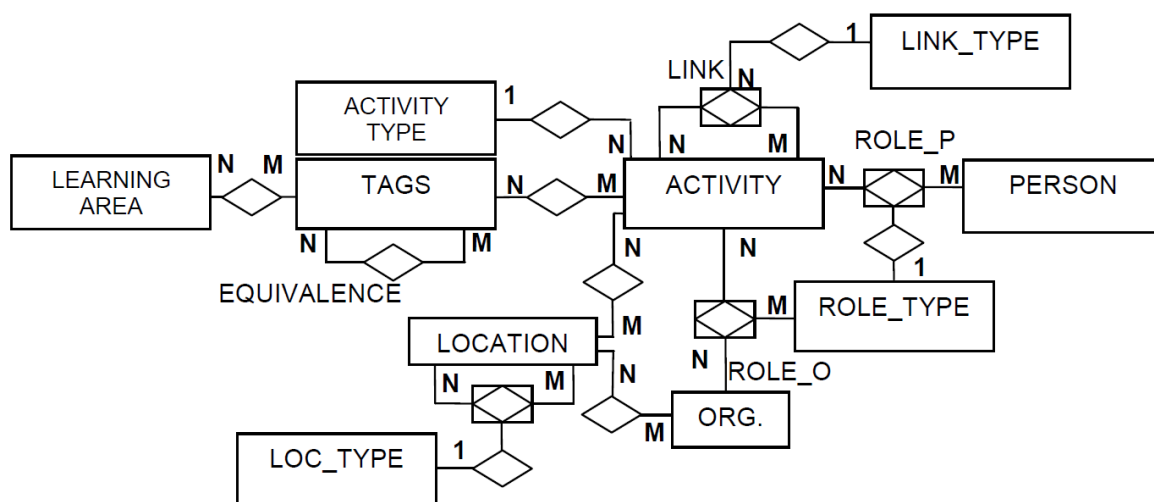 1
LINK_TYPE
LINK
N
ACTIVITY
TYPE
1
N
N
M
ROLE_P
LEARNING
AREA
N
M
TAGS
N
M
ACTIVITY
N
M
PERSON
N
M
EQUIVALENCE
N
N
1
ROLE_TYPE
M
M
LOCATION
N
M
N
N
ROLE_O
M
ORG.
LOC_TYPE
1